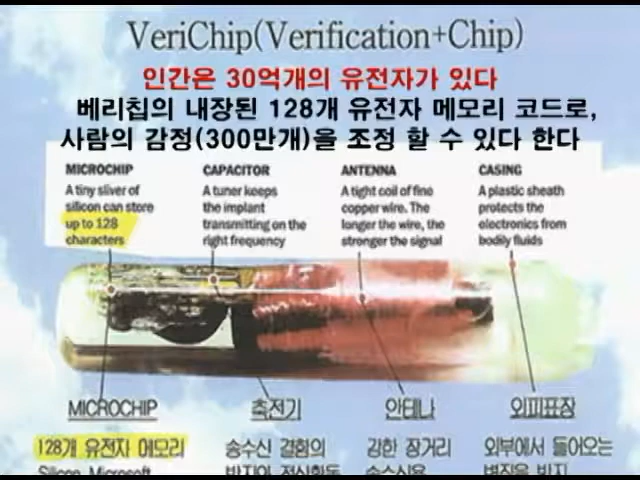 VeriChip(Verification+Chip)
인간은 30억개의 유전자가 있다
베리칩의 내장된 128개 유전자 메모리 코드로,
사람의 감정(300만개)을 조정 할 수 있다 한다
MICROCHIP
A tiny sliver of
silicon can store
up to 128
characters
CAPACITOR
A tuner keeps
the implant
transmitting on the
right frequency
ANTENNA
A tight coil of fine
copper wire. The
longer the wire, the
stronger the signal
CASING
A plastic sheath
protects the
electronics from
bodily fluids
MICROCHIP
128개 유전자 메모리
Silicon Microsoft
축전기
송수신 결함의
안테나
강한 장거리
송수신용
외피표장
외부에서 들어오는